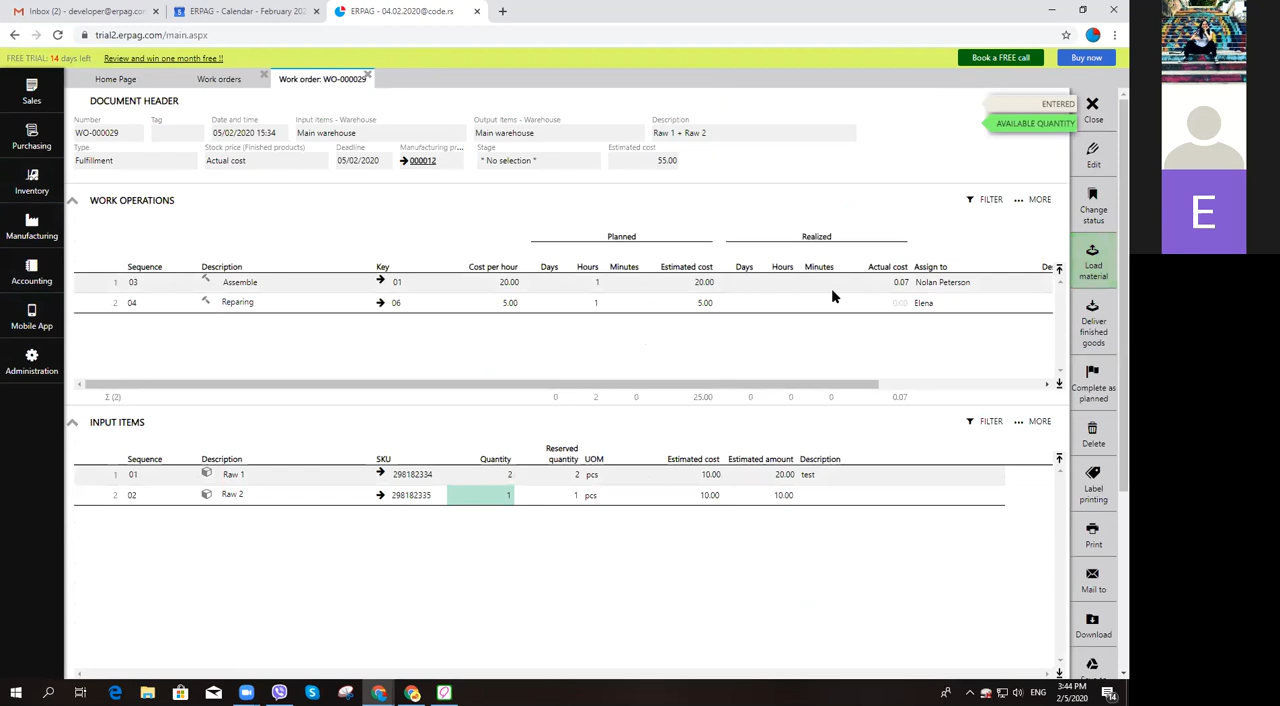 Inbox (2) - developer@erpag.com
ERPAG - Calendar - February 202
ERPAG - 04.02.2020@code.rs
trial2.erpag.com/main.aspx
FREE TRIAL: 14 days left Review and win one month free !! Book a FREE call Buy now
Home Page Work orders Work order: WO-000029
Sales
Purchasing
Inventory
Manufacturing
Accounting
Mobile App
Administration
DOCUMENT HEADER
ENTERED
AVAILABLE QUANTITY
Number Tag Date and time Input items - Warehouse Output items - Warehouse Description
WO-000029 05/02/2020 15:34 Main warehouse Main warehouse Raw 1 + Raw 2
Type Stock price (Finished products) Deadline Manufacturing pr... Stage Estimated cost
Fulfillment Actual cost 05/02/2020 000012 * No selection * 55.00
WORK OPERATIONS FILTER ... MORE
Planned Realized
Sequence Description Key Cost per hour Days Hours Minutes Estimated cost Days Hours Minutes Actual cost Assign to De
1 03 Assemble 01 20.00 1 20.00 0.07 Nolan Peterson
2 04 Reparing 06 5.00 1 5.00 0.00 Elena
Σ (2) 0 2 0 25.00 0 0 0 0.07
INPUT ITEMS FILTER ... MORE
Sequence Description SKU Quantity Reserved quantity UOM Estimated cost Estimated amount Description
1 01 Raw 1 298182334 2 2 pcs 10.00 20.00 test
2 02 Raw 2 298182335 1 1 pcs 10.00 10.00
Close
Edit
Change status
Load material
Deliver finished goods
Complete as planned
Delete
Label printing
Print
Mail to
Download
E
ENG
3:44 PM
2/5/2020
14